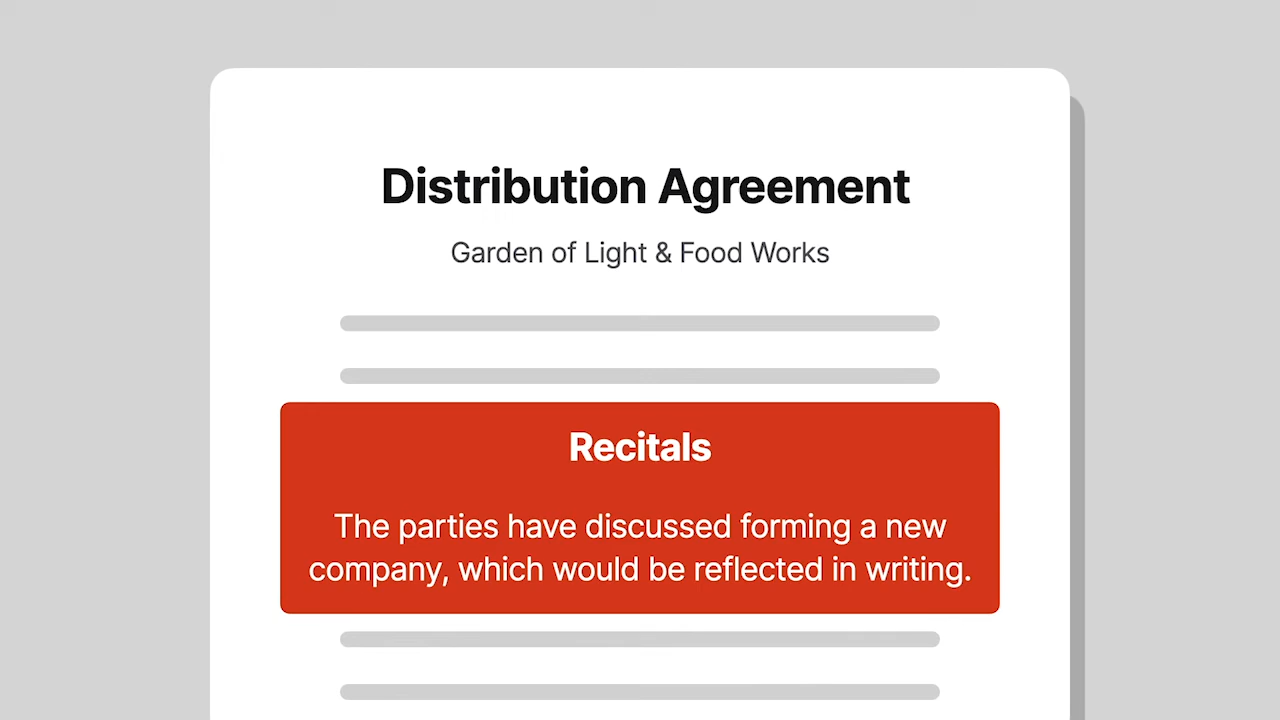 Distribution Agreement
Garden of Light & Food Works
Recitals
The parties have discussed forming a new
company, which would be reflected in writing.